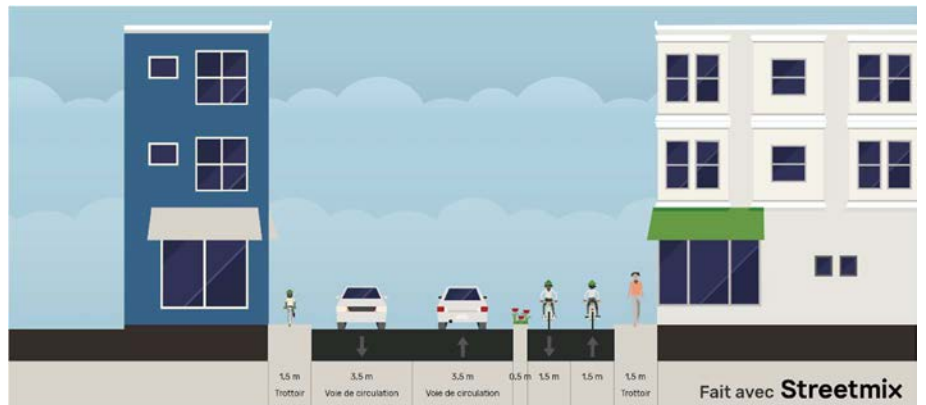 1,5 m
Trottoir
3,5 m
Voie de circulation
3,5 m
Voie de circulation
0,5 m
1,5 m
1,5 m
1,5 m
Trottoir
Fait avec Streetmix